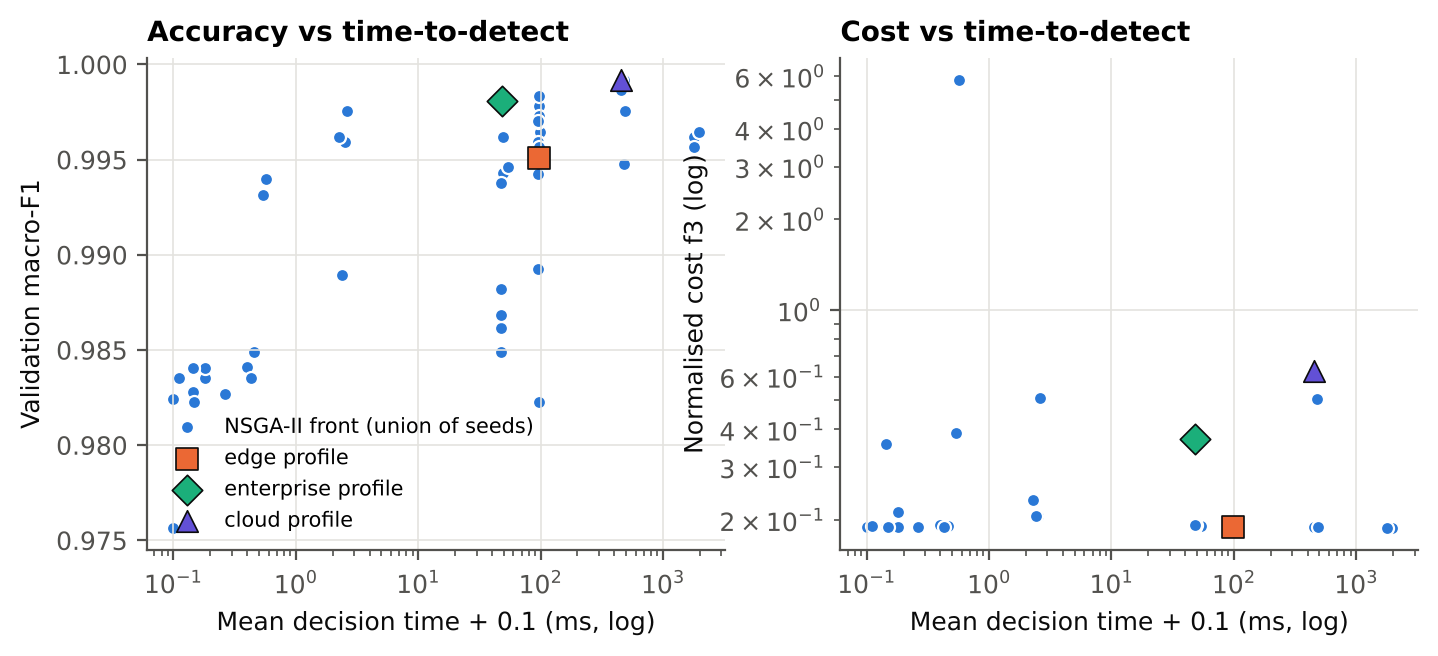 Accuracy vs time-to-detect
1.000
0.995
0.990
0.985
0.980
0.975
Validation macro-F1
NSGA-II front (union of seeds)
edge profile
enterprise profile
cloud profile
10⁻¹
10⁰
10¹
10²
10³
Mean decision time + 0.1 (ms, log)
Cost vs time-to-detect
6 × 10⁰
4 × 10⁰
3 × 10⁰
2 × 10⁰
10⁰
6 × 10⁻¹
4 × 10⁻¹
3 × 10⁻¹
2 × 10⁻¹
Normalised cost f3 (log)
10⁻¹
10⁰
10¹
10²
10³
Mean decision time + 0.1 (ms, log)